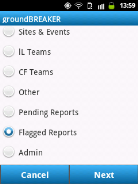 13:59
groundBREAKER
Sites & Events
IL Teams
CF Teams
Other
Pending Reports
Flagged Reports
Admin
Cancel
Next